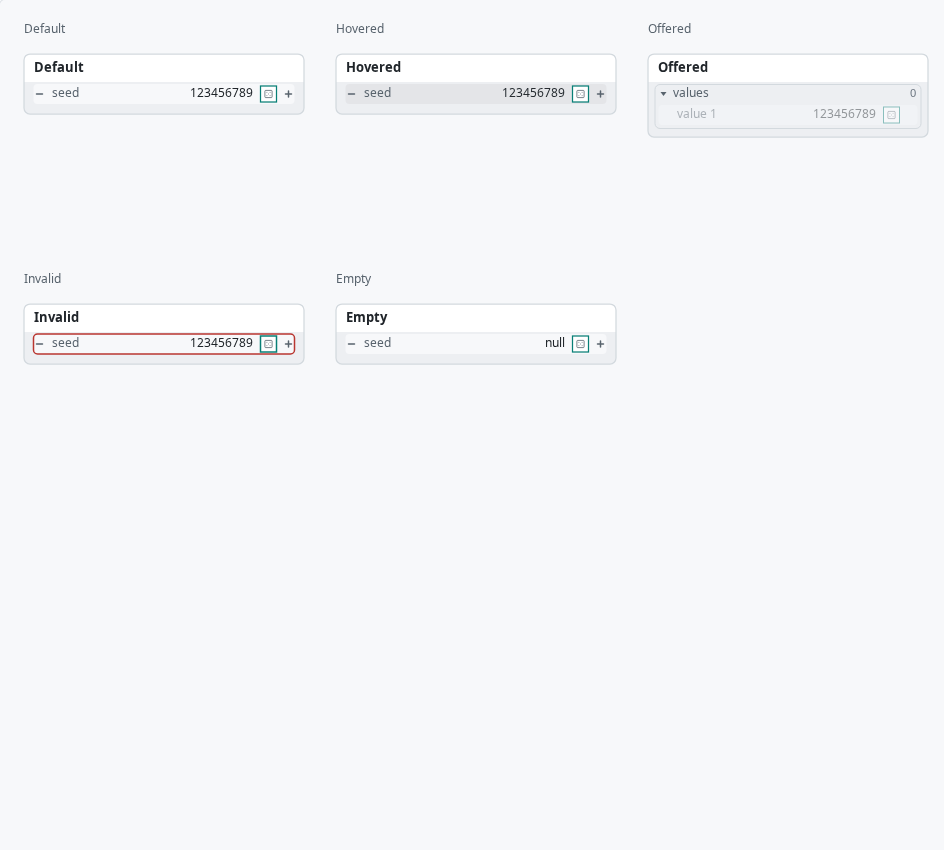 Default
Hovered
Offered
Default
Hovered
Offered
− seed 123456789 +
− seed 123456789 +
values 0
value 1 123456789
Invalid
Empty
Invalid
Empty
− seed 123456789 +
− seed null +